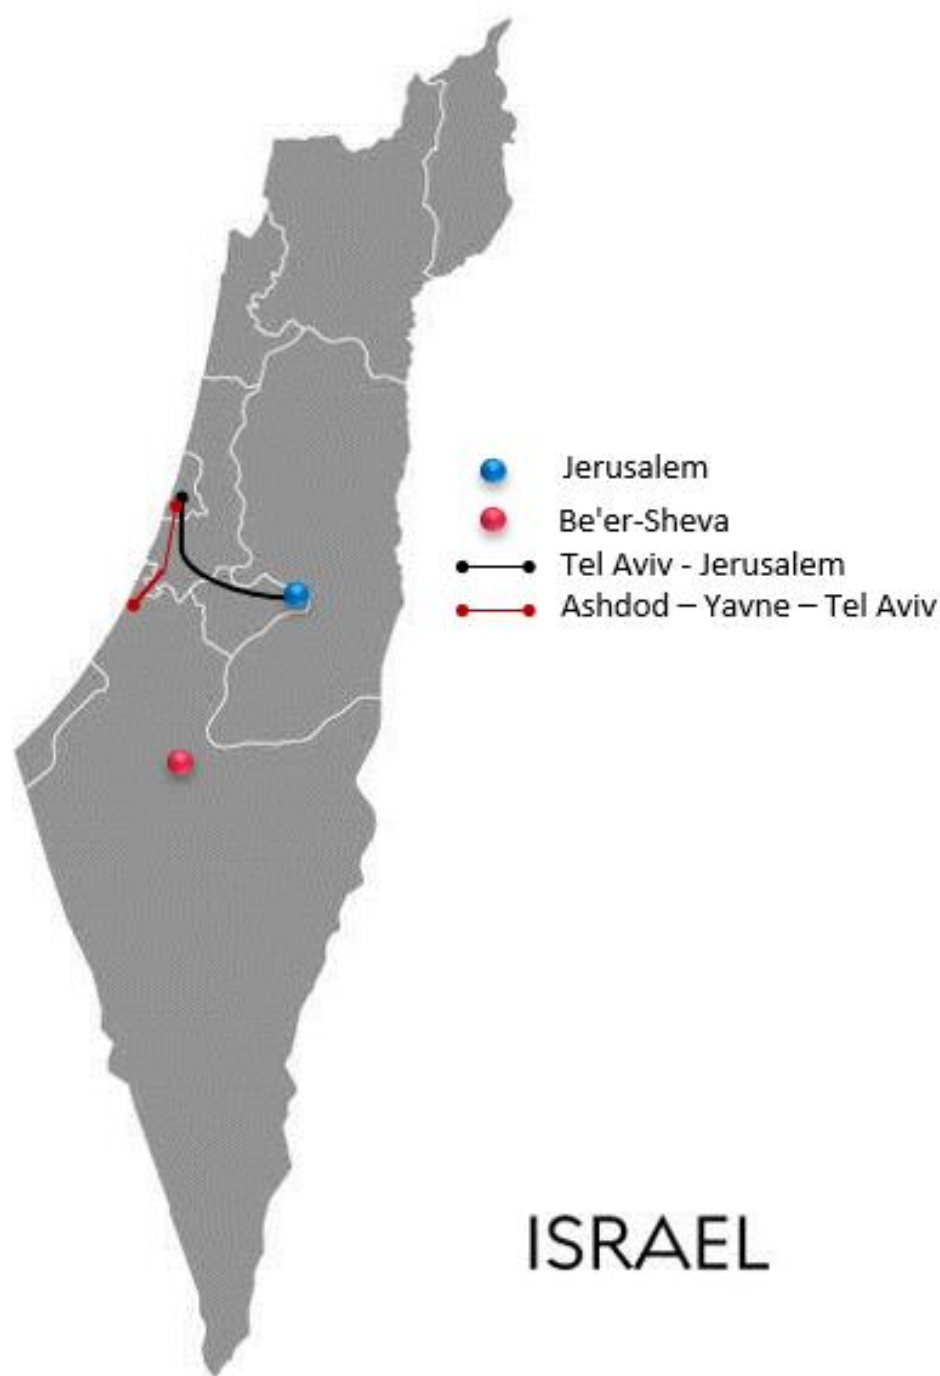 Jerusalem
Be'er-Sheva
Tel Aviv - Jerusalem
Ashdod – Yavne – Tel Aviv
ISRAEL